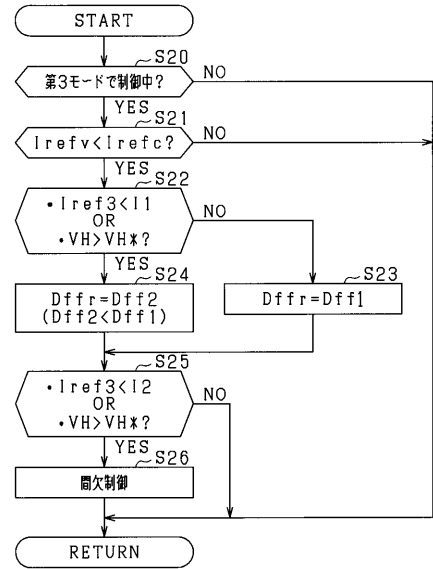 START
S20
第3モードで制御中?
NO
YES
S21
Irefv<Irefc?
NO
YES
S22
・Iref3<I1
OR
・VH>VH*?
NO
YES
S24
Dffr=Dff2
(Dff2<Dff1)
S23
Dffr=Dff1
S25
・Iref3<I2
OR
・VH>VH*?
NO
YES
S26
間欠制御
RETURN